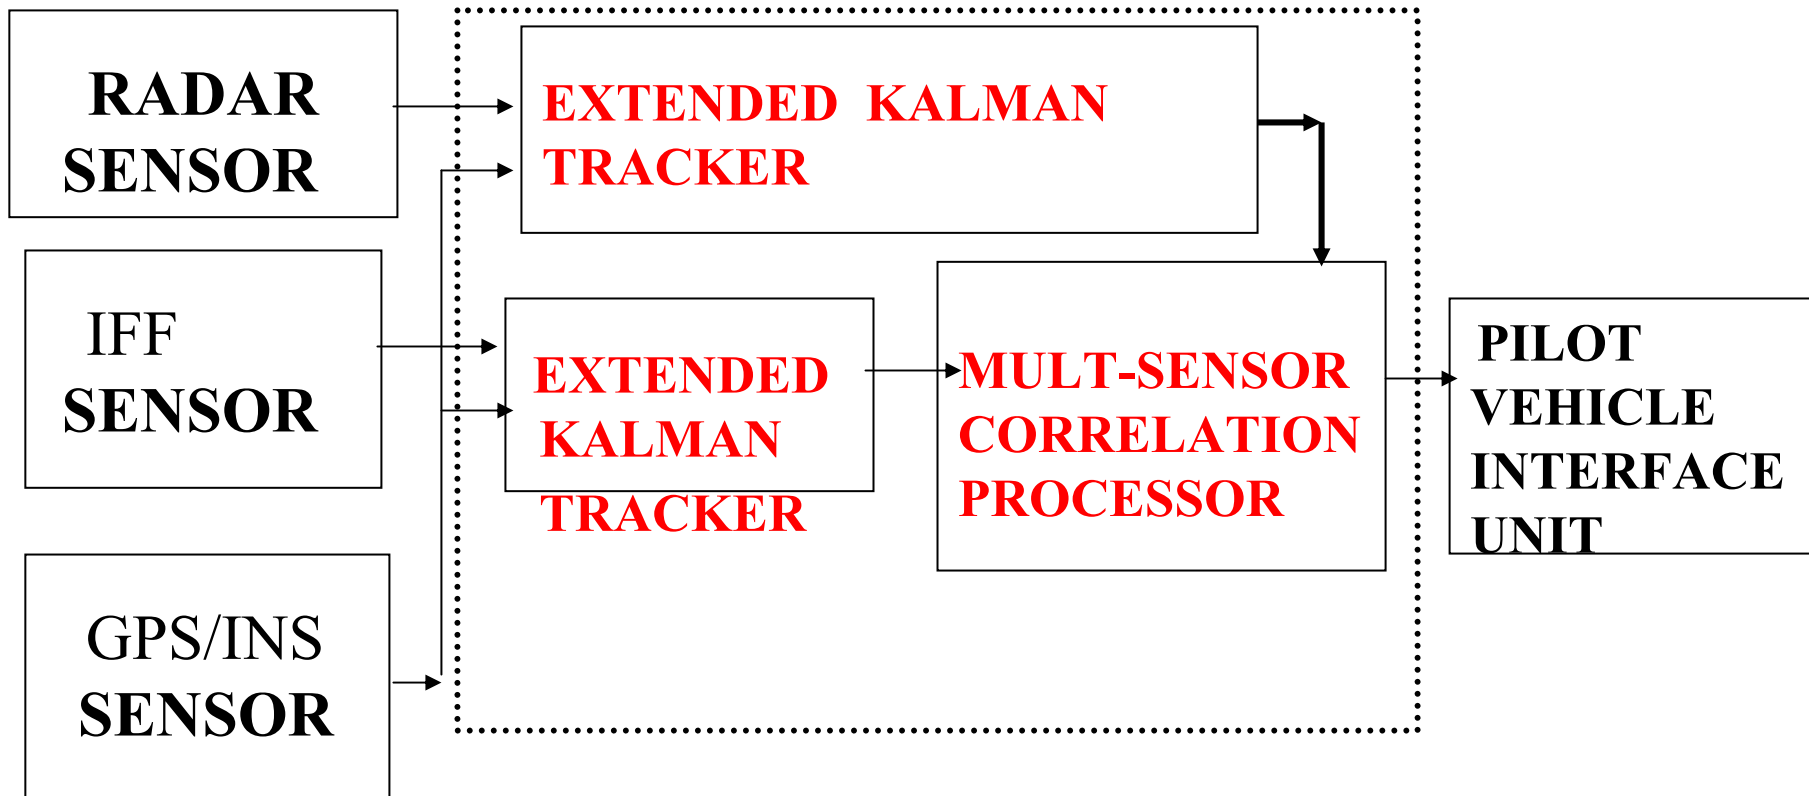 RADAR
SENSOR
EXTENDED KALMAN
TRACKER
IFF
SENSOR
EXTENDED
KALMAN
TRACKER
MULT-SENSOR
CORRELATION
PROCESSOR
PILOT
VEHICLE
INTERFACE
UNIT
GPS/INS
SENSOR